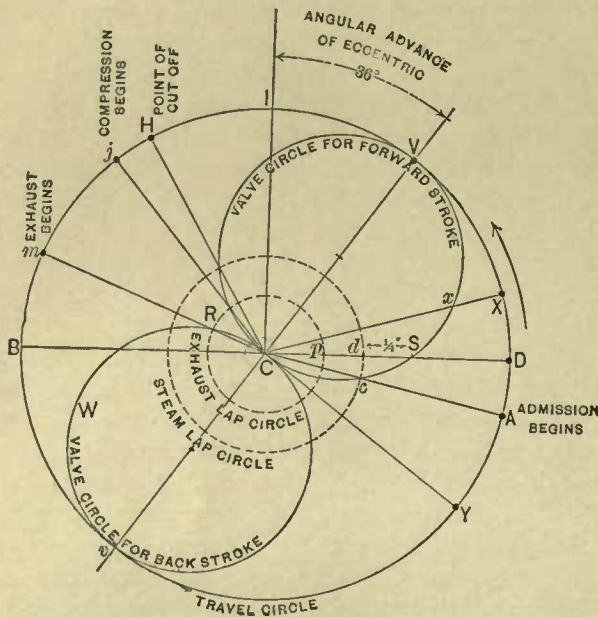 ANGULAR ADVANCE
OF ECCENTRIC
36°
COMPRESSION
BEGINS
POINT OF
CUT OFF
H
j
I
V
VALVE CIRCLE FOR FORWARD STROKE
EXHAUST
BEGINS
m
R
x
X
B
C
p
d
¼"
S
D
c
A
ADMISSION
BEGINS
EXHAUST LAP CIRCLE
STEAM LAP CIRCLE
W
Y
VALVE CIRCLE FOR BACK STROKE
v
TRAVEL CIRCLE